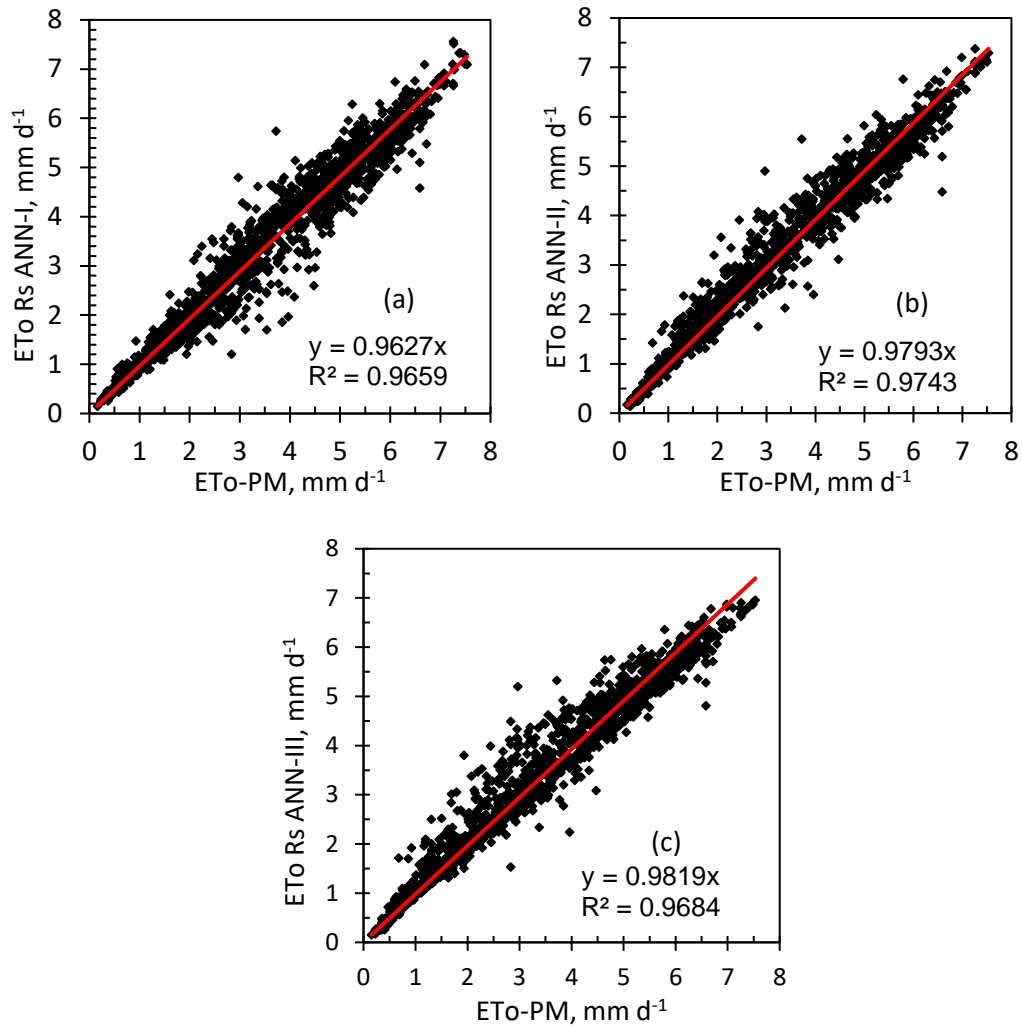 8
7
6
5
4
3
2
1
0
ETo Rs ANN-I, mm d⁻¹
(a)
y = 0.9627x
R² = 0.9659
0 1 2 3 4 5 6 7 8
ETo-PM, mm d⁻¹
8
7
6
5
4
3
2
1
0
ETo Rs ANN-II, mm d⁻¹
(b)
y = 0.9793x
R² = 0.9743
0 1 2 3 4 5 6 7 8
ETo-PM, mm d⁻¹
8
7
6
5
4
3
2
1
0
ETo Rs ANN-III, mm d⁻¹
(c)
y = 0.9819x
R² = 0.9684
0 1 2 3 4 5 6 7 8
ETo-PM, mm d⁻¹